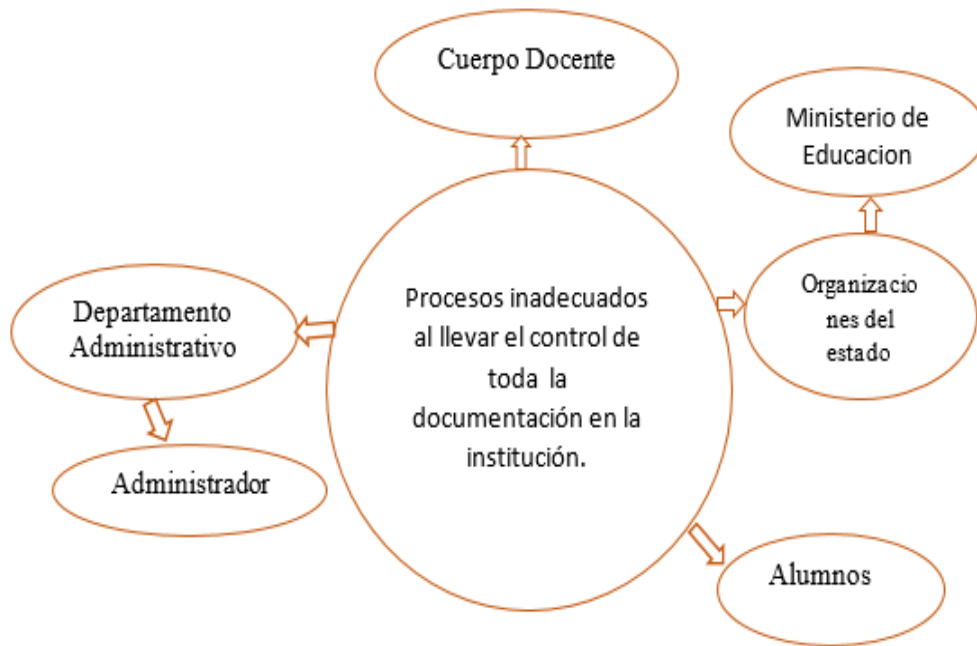 Cuerpo Docente
Ministerio de
Educacion
Organizacio
nes del
estado
Procesos inadecuados
al llevar el control de
toda la
documentación en la
institución.
Departamento
Administrativo
Administrador
Alumnos